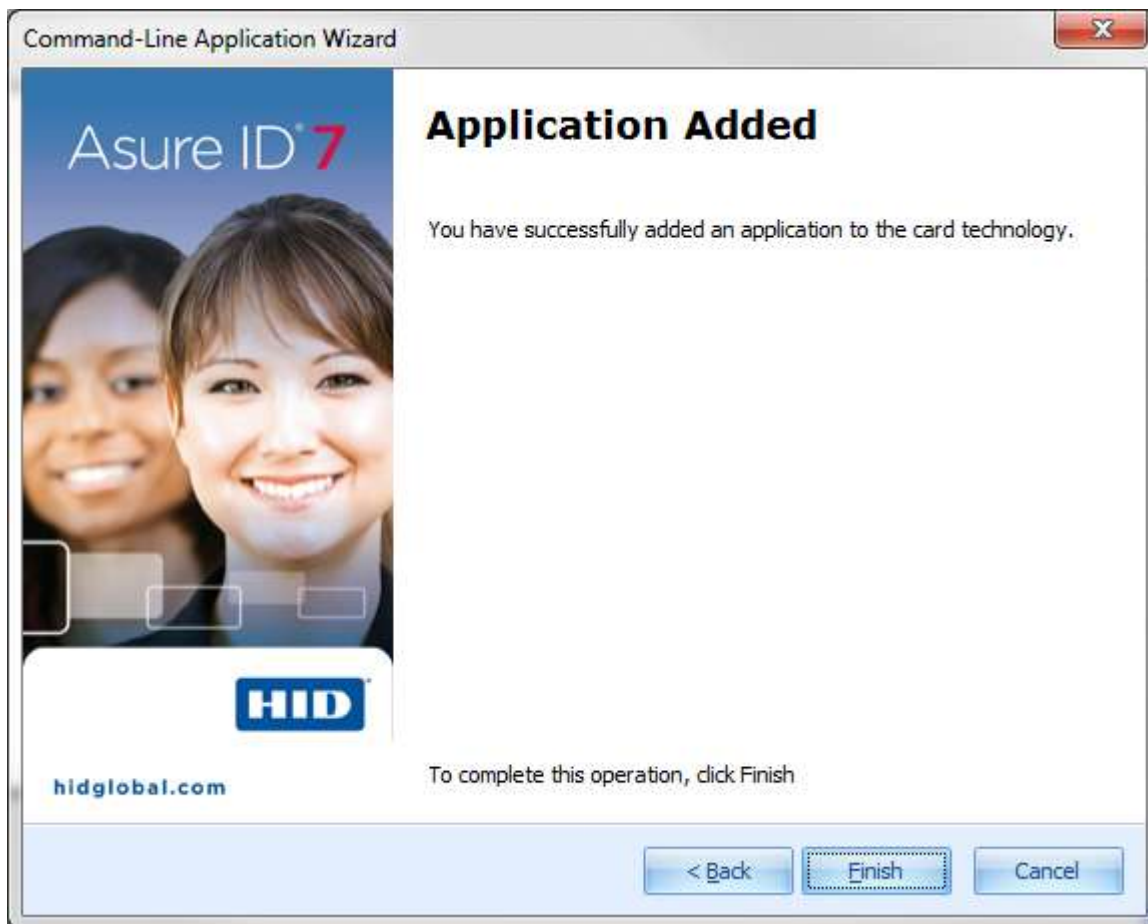 Command-Line Application Wizard
Asure ID® 7
Application Added
You have successfully added an application to the card technology.
HID®
hidglobal.com
To complete this operation, click Finish
< Back
Finish
Cancel